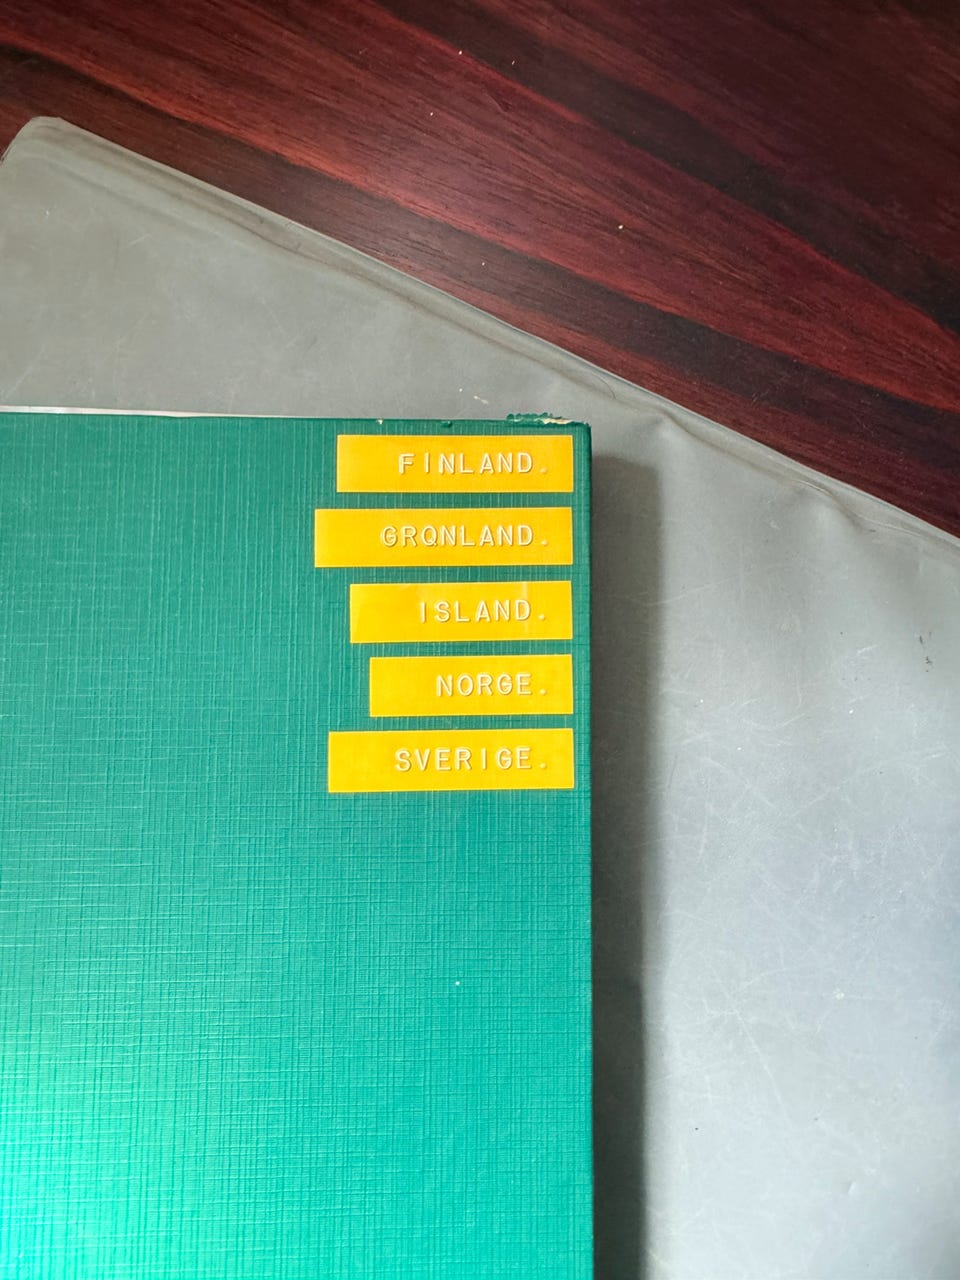 FINLAND.
GRQNLAND.
ISLAND.
NORGE.
SVERIGE.